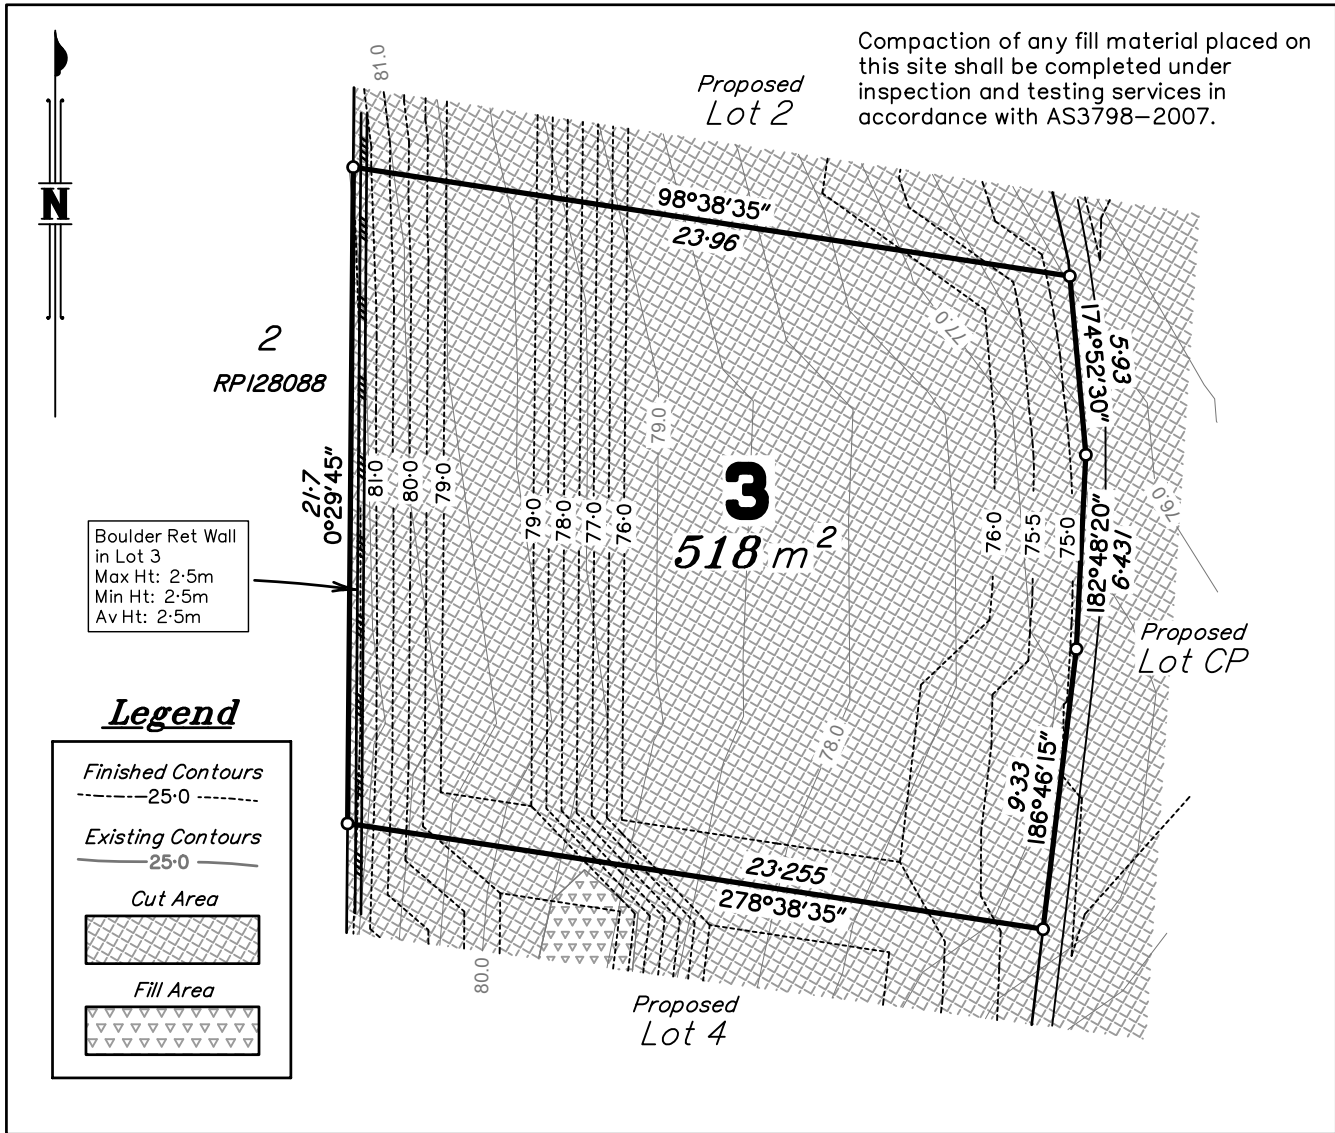 Compaction of any fill material placed on
this site shall be completed under
inspection and testing services in
accordance with AS3798–2007.
81.0
Proposed
Lot 2
N
98°38'35"
23·96
2
RP128088
77.0
174°52'30"
5·93
79.0
21·7
0°29'45"
81·0
80·0
79·0
79·0
78·0
77·0
76·0
3
518 m²
76·0
75·5
75·0
76.0
182°48'20"
6·431
Boulder Ret Wall
in Lot 3
Max Ht: 2·5m
Min Ht: 2·5m
Av Ht: 2·5m
Proposed
Lot CP
78.0
9·33
186°46'15"
23·255
278°38'35"
80.0
Proposed
Lot 4
Legend
Finished Contours
25·0
Existing Contours
25·0
Cut Area
Fill Area